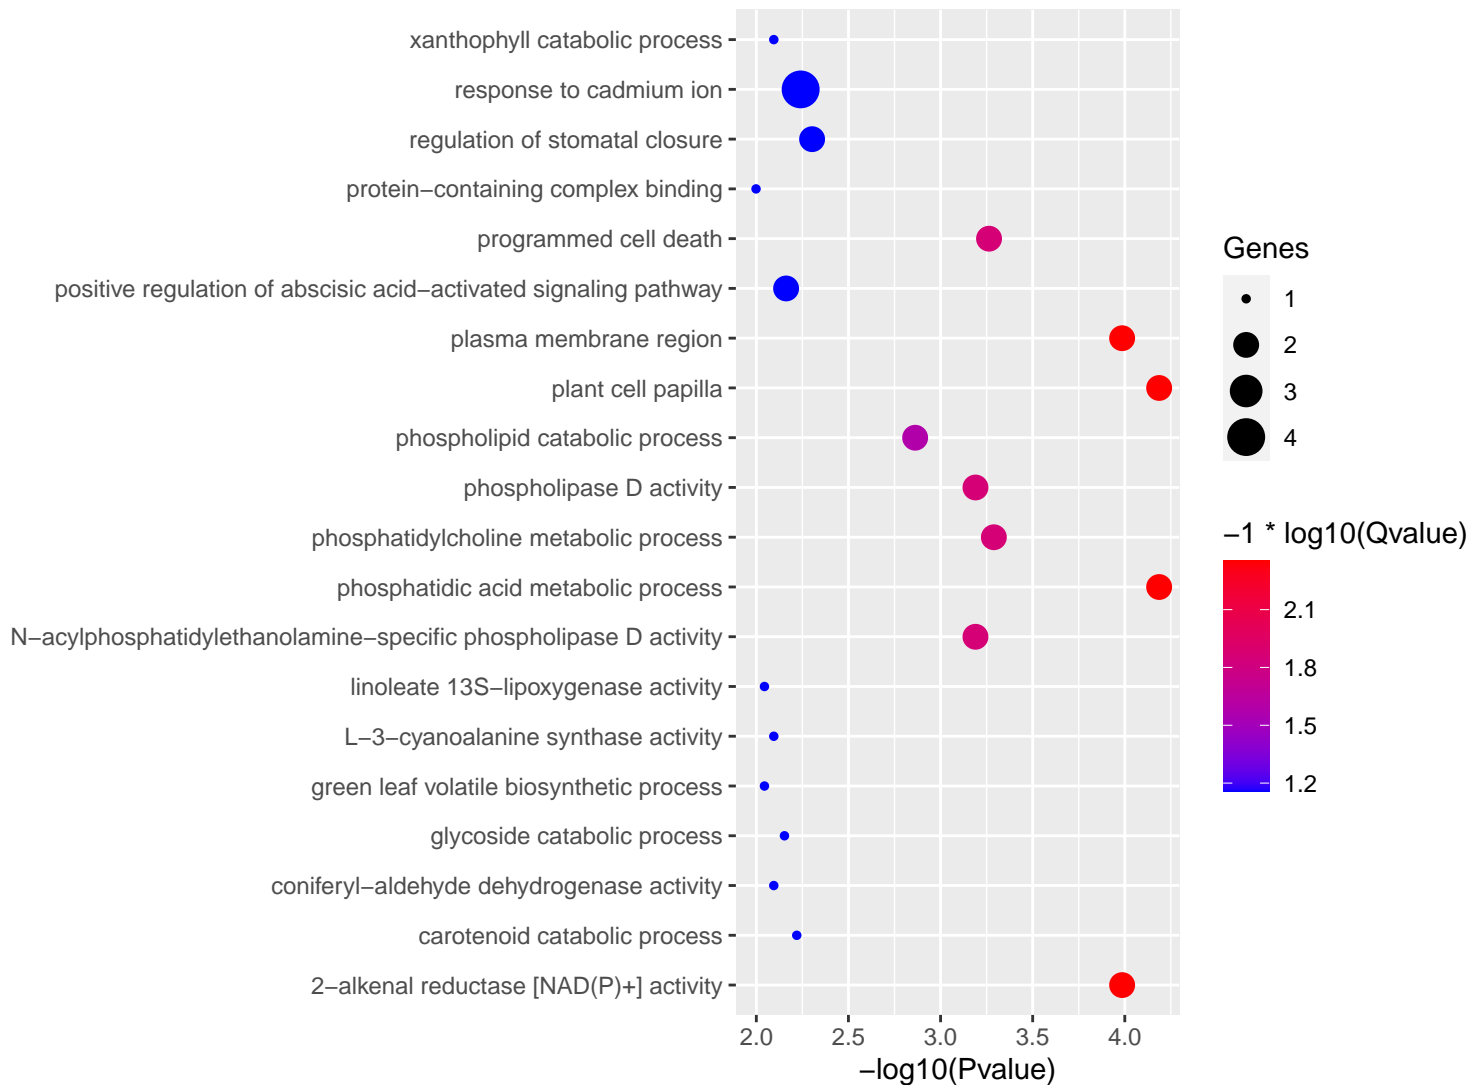 xanthophyll catabolic process
response to cadmium ion
regulation of stomatal closure
protein−containing complex binding
programmed cell death
positive regulation of abscisic acid−activated signaling pathway
plasma membrane region
plant cell papilla
phospholipid catabolic process
phospholipase D activity
phosphatidylcholine metabolic process
phosphatidic acid metabolic process
N−acylphosphatidylethanolamine−specific phospholipase D activity
linoleate 13S−lipoxygenase activity
L−3−cyanoalanine synthase activity
green leaf volatile biosynthetic process
glycoside catabolic process
coniferyl−aldehyde dehydrogenase activity
carotenoid catabolic process
2−alkenal reductase [NAD(P)+] activity
2.0 2.5 3.0 3.5 4.0
−log10(Pvalue)
Genes
1
2
3
4
−1 * log10(Qvalue)
2.1
1.8
1.5
1.2